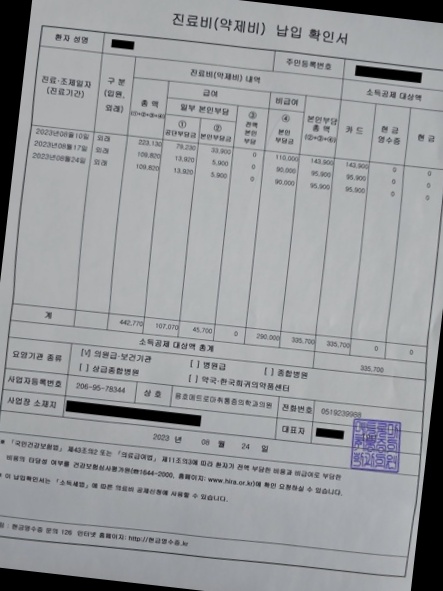 진료비(약제비) 납입 확인서
환자 성명 주민등록번호
진료·조제일자 (진료기간) 구 분 (입원, 외래) 진료비(약제비) 내역 소득공제 대상액
급여 비급여
총 액 (①+②+③+④) 일부 본인부담 ③ 전액 본인 부담 ④ 본인 부담금 본인부담 총 액 (②+③+④) 카 드 현 금 영수증 현 금
① 공단부담금 ② 본인부담금
2023년08월10일 외래 223,130 79,230 33,900 0 110,000 143,900 143,900 0 0
2023년08월17일 외래 109,820 13,920 5,900 0 90,000 95,900 95,900 0 0
2023년08월24일 외래 109,820 13,920 5,900 0 90,000 95,900 95,900 0 0
계 442,770 107,070 45,700 0 290,000 335,700 335,700 0 0
소득공제 대상액 총계 335,700
요양기관 종류 [√] 의원급·보건기관 [ ] 병원급 [ ] 종합병원
[ ] 상급종합병원 [ ] 약국·한국희귀의약품센터
사업자등록번호 206-95-78344 상 호 전화번호 0519239988
사업장 소재지 대표자
2023 년 08 월 24 일
* 「국민건강보험법」 제43조의2 또는 「의료급여법」 제11조의3에 따라 환자가 전액 부담한 비용과 비급여로 부담한
비용의 타당성 여부를 건강보험심사평가원(☎1644-2000, 홈페이지: www.hira.or.kr)에 확인 요청하실 수 있습니다.
이 납입확인서는 「소득세법」에 따른 의료비 공제신청에 사용할 수 있습니다.
: 현금영수증 문의 126 인터넷 홈페이지: http://현금영수증.kr